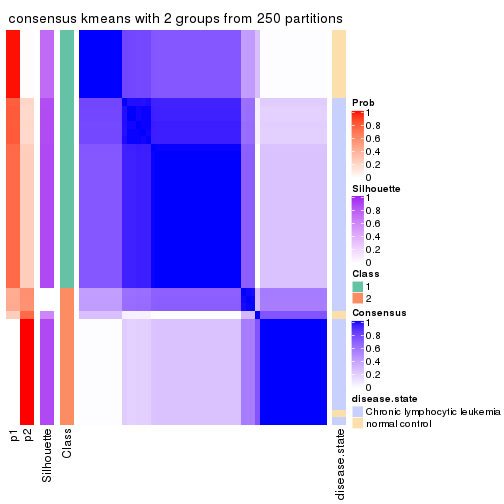 consensus kmeans with 2 groups from 250 partitions
Prob
1
0.8
0.6
0.4
0.2
0
Silhouette
1
0.8
0.6
0.4
0.2
0
Class
1
2
Consensus
1
0.8
0.6
0.4
0.2
0
disease.state
Chronic lymphocytic leukemia
normal control
p1
p2
Silhouette
Class
disease.state